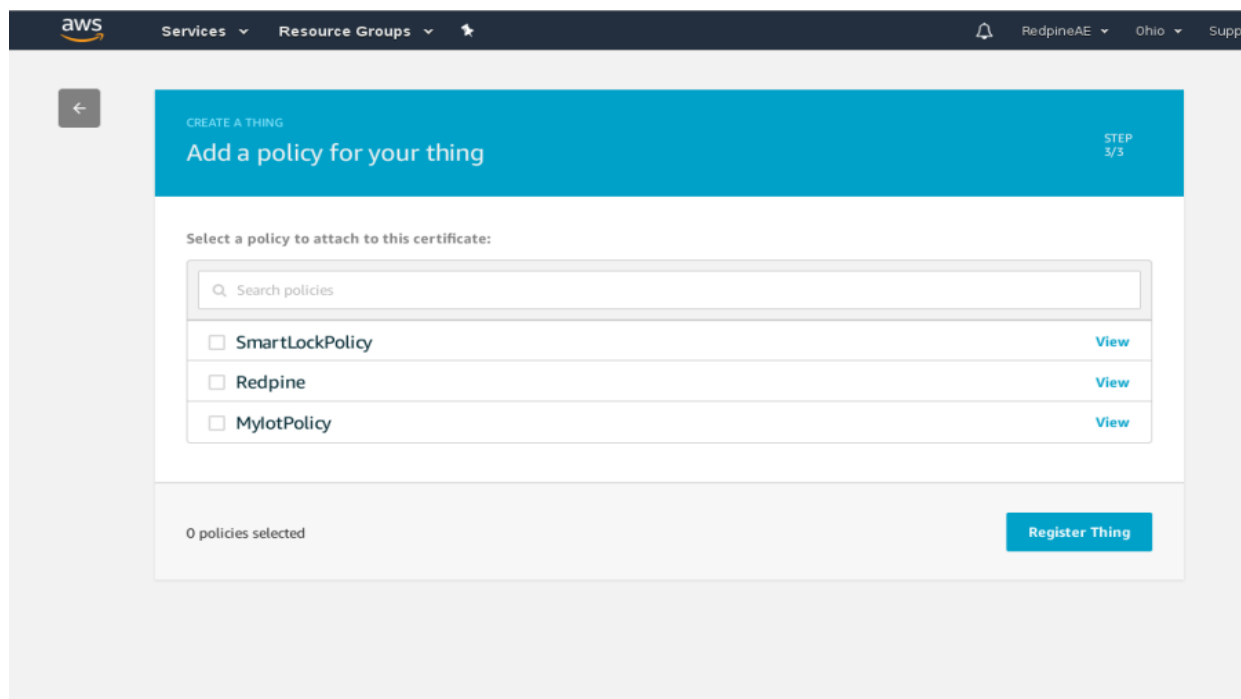 aws Services Resource Groups RedpineAE Ohio Supp
CREATE A THING
Add a policy for your thing
STEP
3/3
Select a policy to attach to this certificate:
Search policies
SmartLockPolicy View
Redpine View
MyIotPolicy View
0 policies selected Register Thing